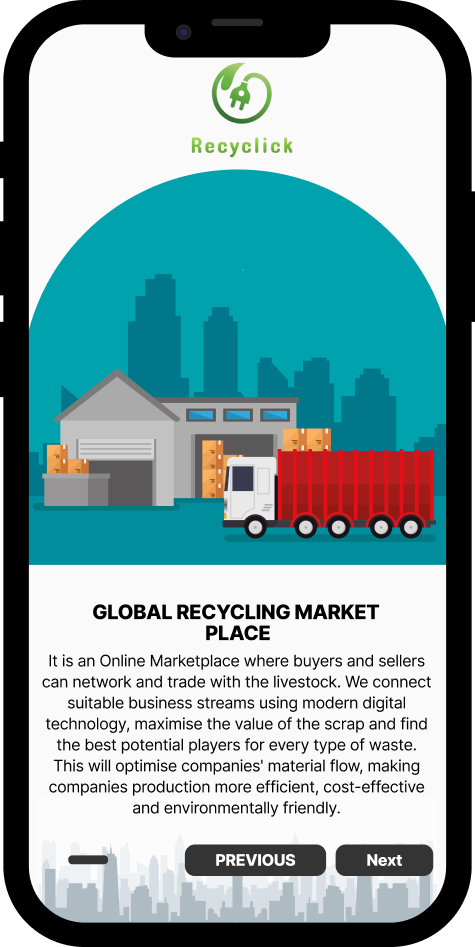 Recyclick
GLOBAL RECYCLING MARKET
PLACE
It is an Online Marketplace where buyers and sellers
can network and trade with the livestock. We connect
suitable business streams using modern digital
technology, maximise the value of the scrap and find
the best potential players for every type of waste.
This will optimise companies' material flow, making
companies production more efficient, cost-effective
and environmentally friendly.
PREVIOUS
Next